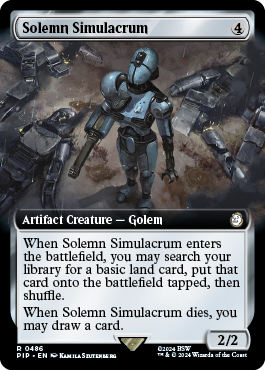 Solemn Simulacrum 4
Artifact Creature — Golem
When Solemn Simulacrum enters
the battlefield, you may search your
library for a basic land card, put that
card onto the battlefield tapped, then
shuffle.
When Solemn Simulacrum dies, you
may draw a card.
2/2
R 0486
PIP • EN Kamila Szutenberg
©2024 BSW
™ & © 2024 Wizards of the Coast